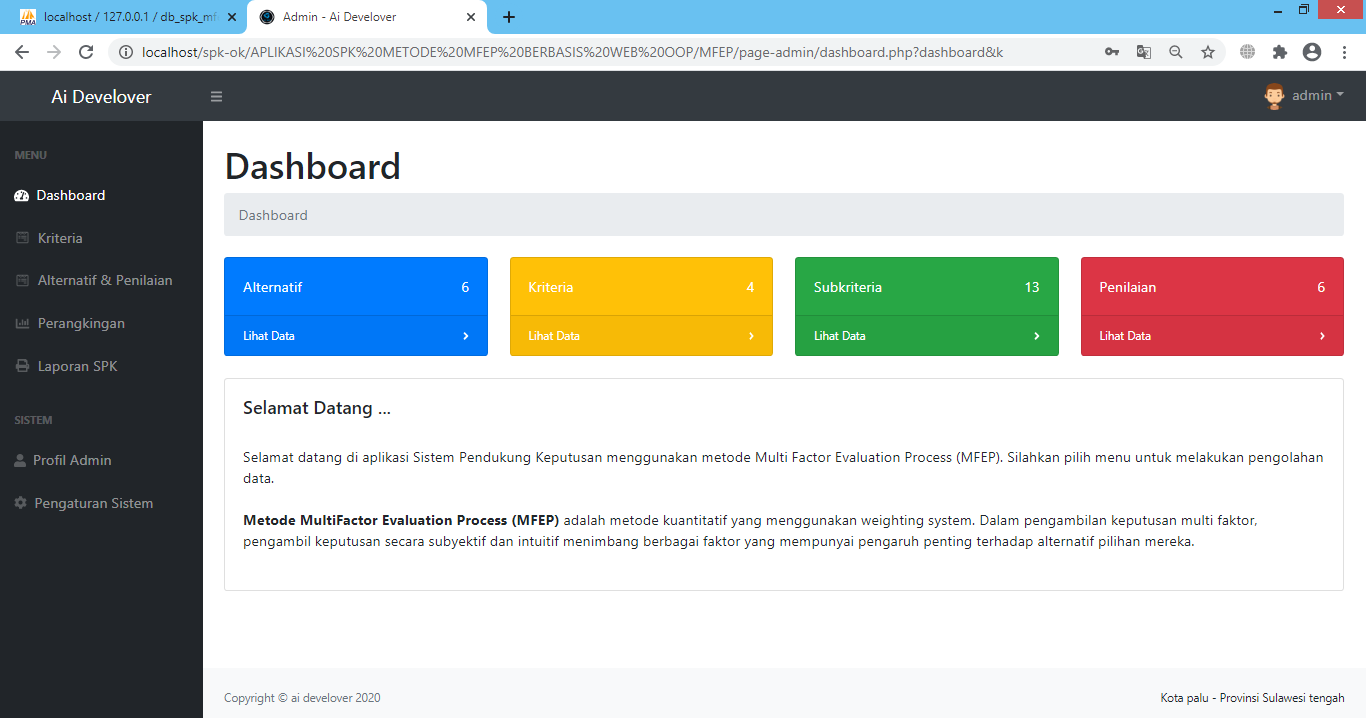 localhost / 127.0.0.1 / db_spk_mf
Admin - Ai Develover
localhost/spk-ok/APLIKASI%20SPK%20METODE%20MFEP%20BERBASIS%20WEB%20OOP/MFEP/page-admin/dashboard.php?dashboard&k
Ai Develover
admin
MENU
Dashboard
Kriteria
Alternatif & Penilaian
Perangkingan
Laporan SPK
SISTEM
Profil Admin
Pengaturan Sistem
Dashboard
Dashboard
Alternatif 6
Lihat Data
Kriteria 4
Lihat Data
Subkriteria 13
Lihat Data
Penilaian 6
Lihat Data
Selamat Datang ...
Selamat datang di aplikasi Sistem Pendukung Keputusan menggunakan metode Multi Factor Evaluation Process (MFEP). Silahkan pilih menu untuk melakukan pengolahan
data.
Metode MultiFactor Evaluation Process (MFEP) adalah metode kuantitatif yang menggunakan weighting system. Dalam pengambilan keputusan multi faktor,
pengambil keputusan secara subyektif dan intuitif menimbang berbagai faktor yang mempunyai pengaruh penting terhadap alternatif pilihan mereka.
Copyright © ai develover 2020
Kota palu - Provinsi Sulawesi tengah